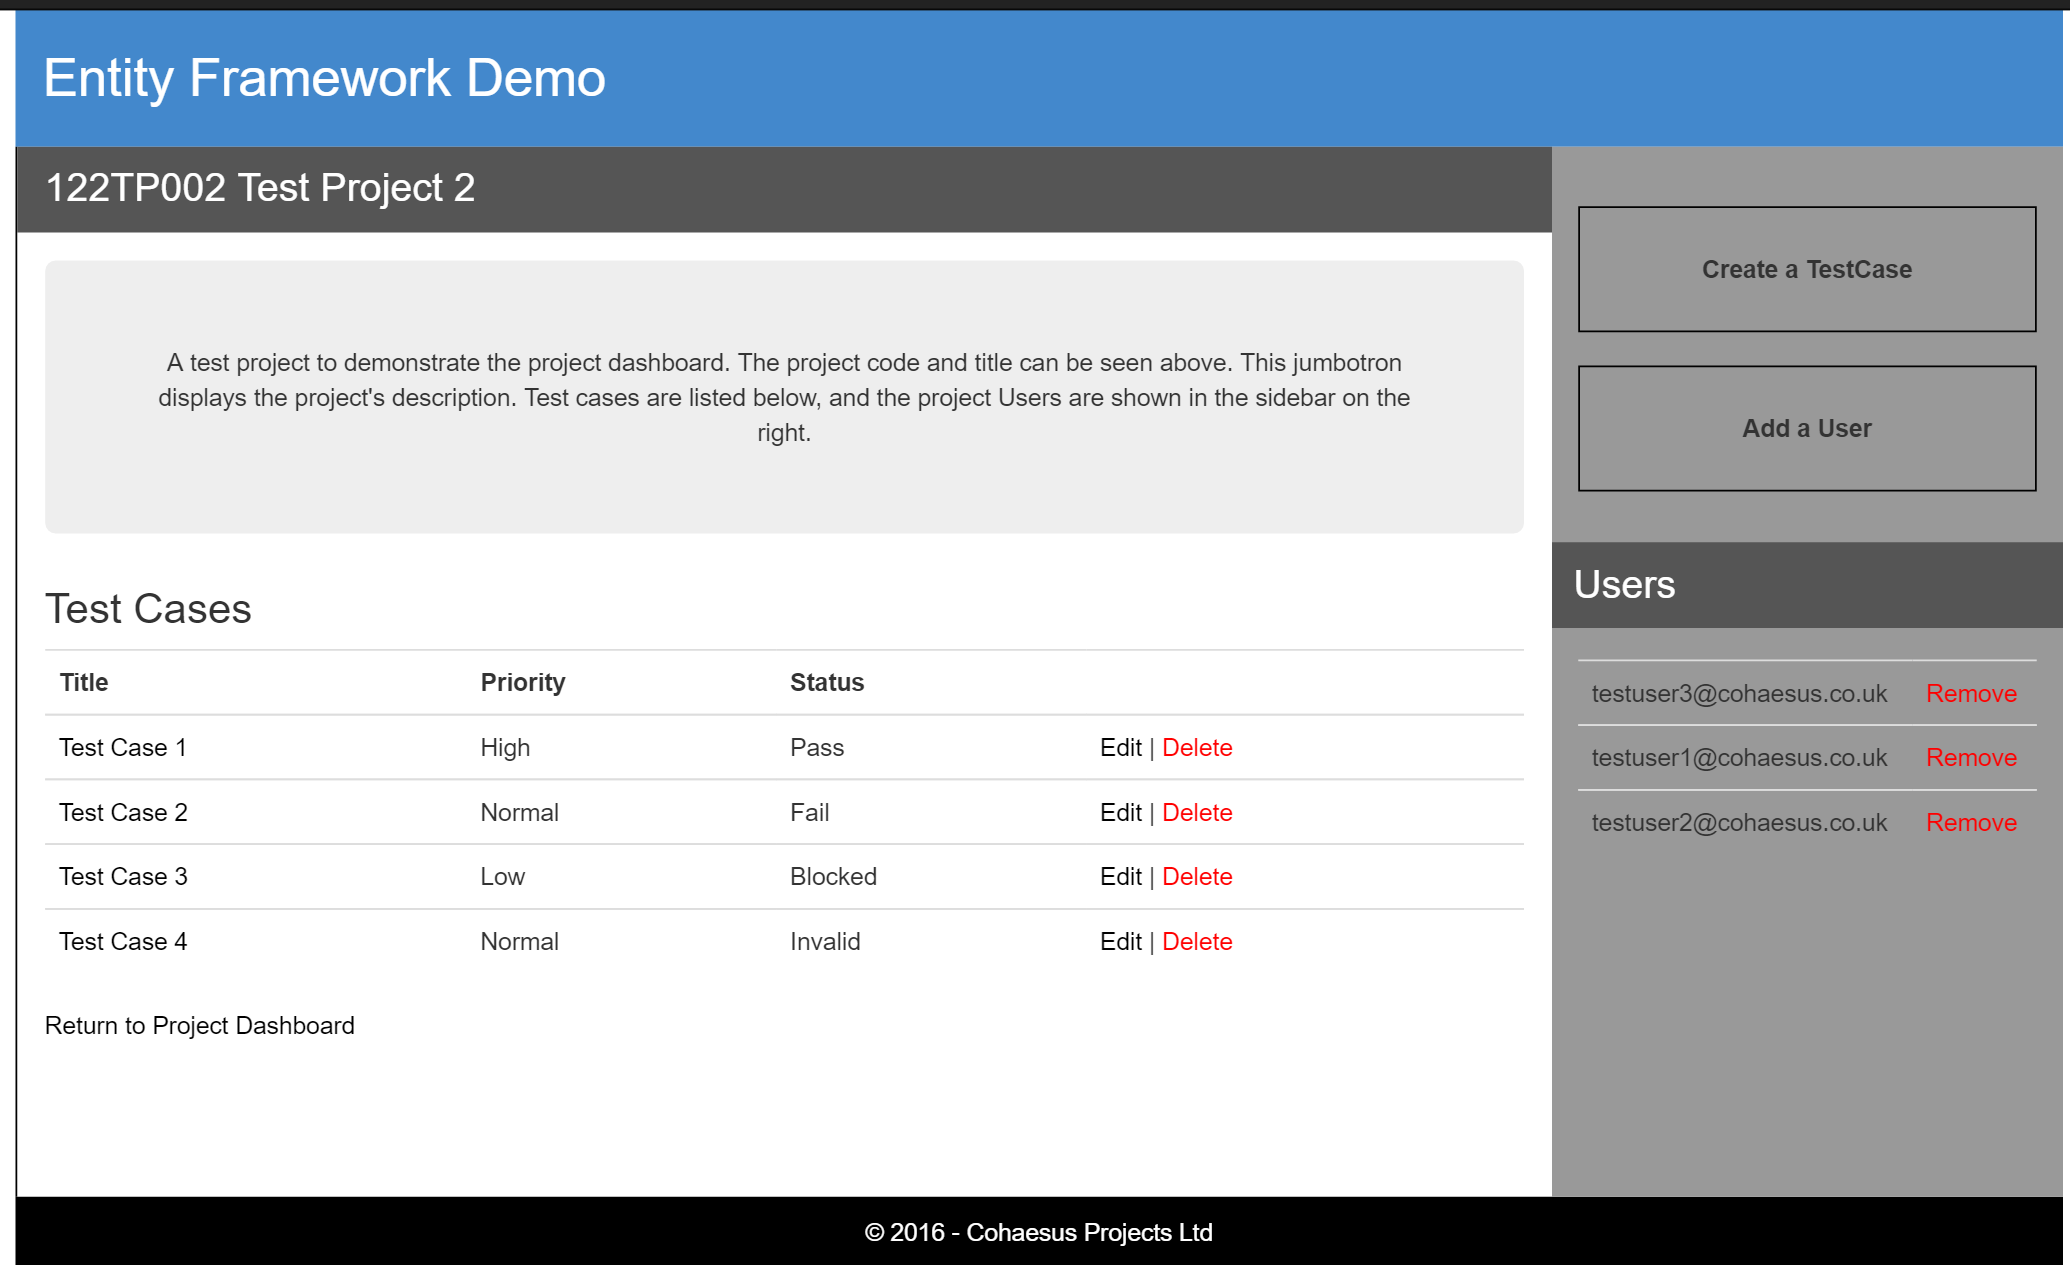 Entity Framework Demo
122TP002 Test Project 2
A test project to demonstrate the project dashboard. The project code and title can be seen above. This jumbotron
displays the project's description. Test cases are listed below, and the project Users are shown in the sidebar on the
right.
Test Cases
Title Priority Status
Test Case 1 High Pass Edit | Delete
Test Case 2 Normal Fail Edit | Delete
Test Case 3 Low Blocked Edit | Delete
Test Case 4 Normal Invalid Edit | Delete
Return to Project Dashboard
Create a TestCase
Add a User
Users
testuser3@cohaesus.co.uk Remove
testuser1@cohaesus.co.uk Remove
testuser2@cohaesus.co.uk Remove
© 2016 - Cohaesus Projects Ltd